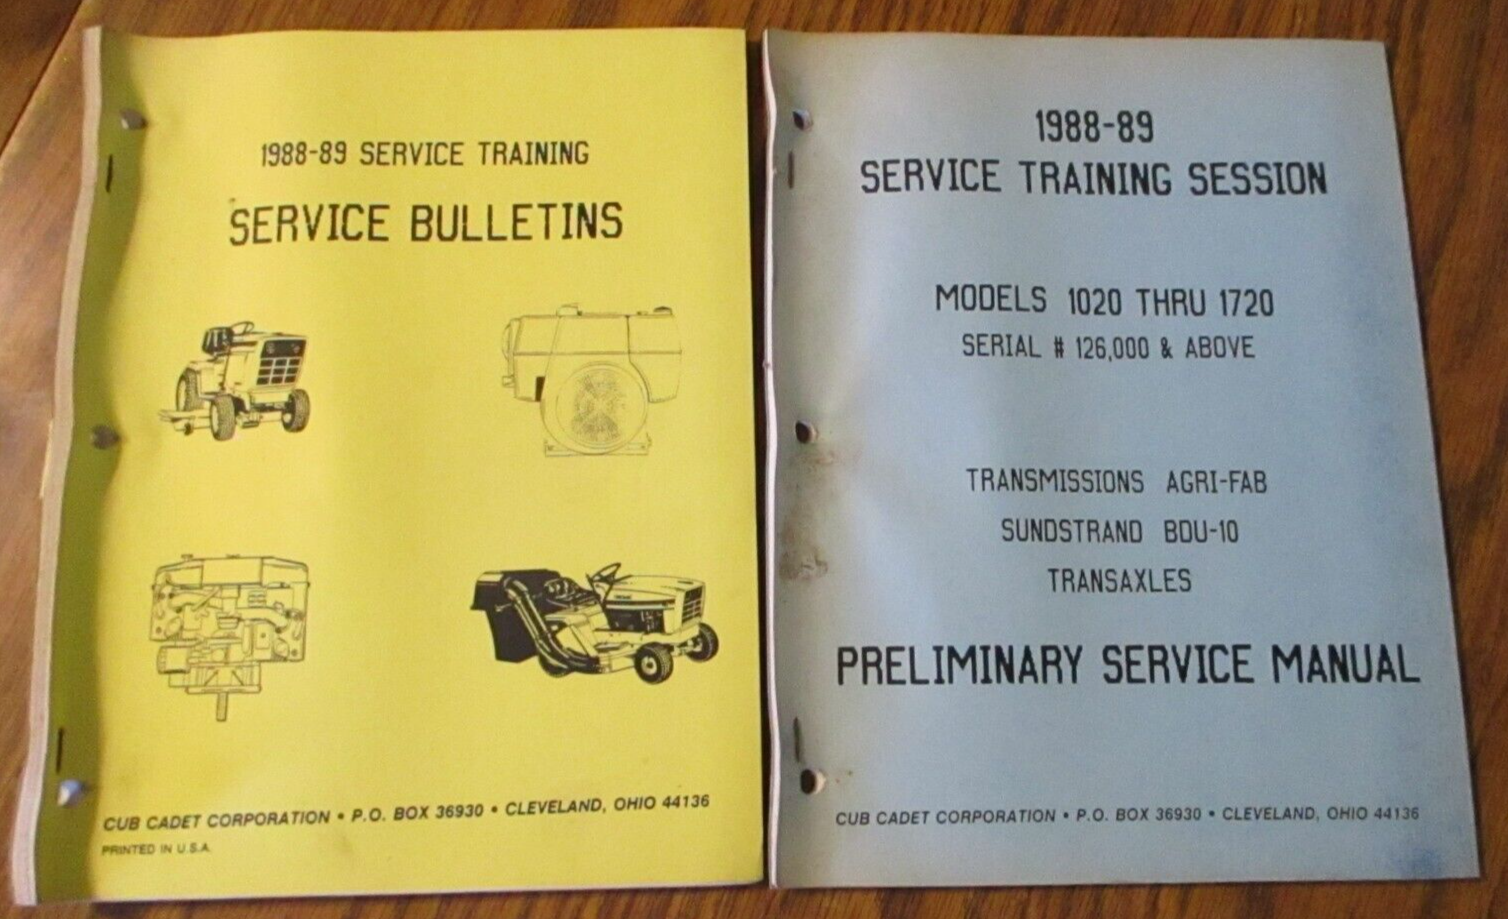 1988-89 SERVICE TRAINING
SERVICE BULLETINS
CUB CADET CORPORATION • P.O. BOX 36930 • CLEVELAND, OHIO 44136
PRINTED IN U.S.A.
1988-89
SERVICE TRAINING SESSION
MODELS 1020 THRU 1720
SERIAL # 126,000 & ABOVE
TRANSMISSIONS AGRI-FAB
SUNDSTRAND BDU-10
TRANSAXLES
PRELIMINARY SERVICE MANUAL
CUB CADET CORPORATION • P.O. BOX 36930 • CLEVELAND, OHIO 44136